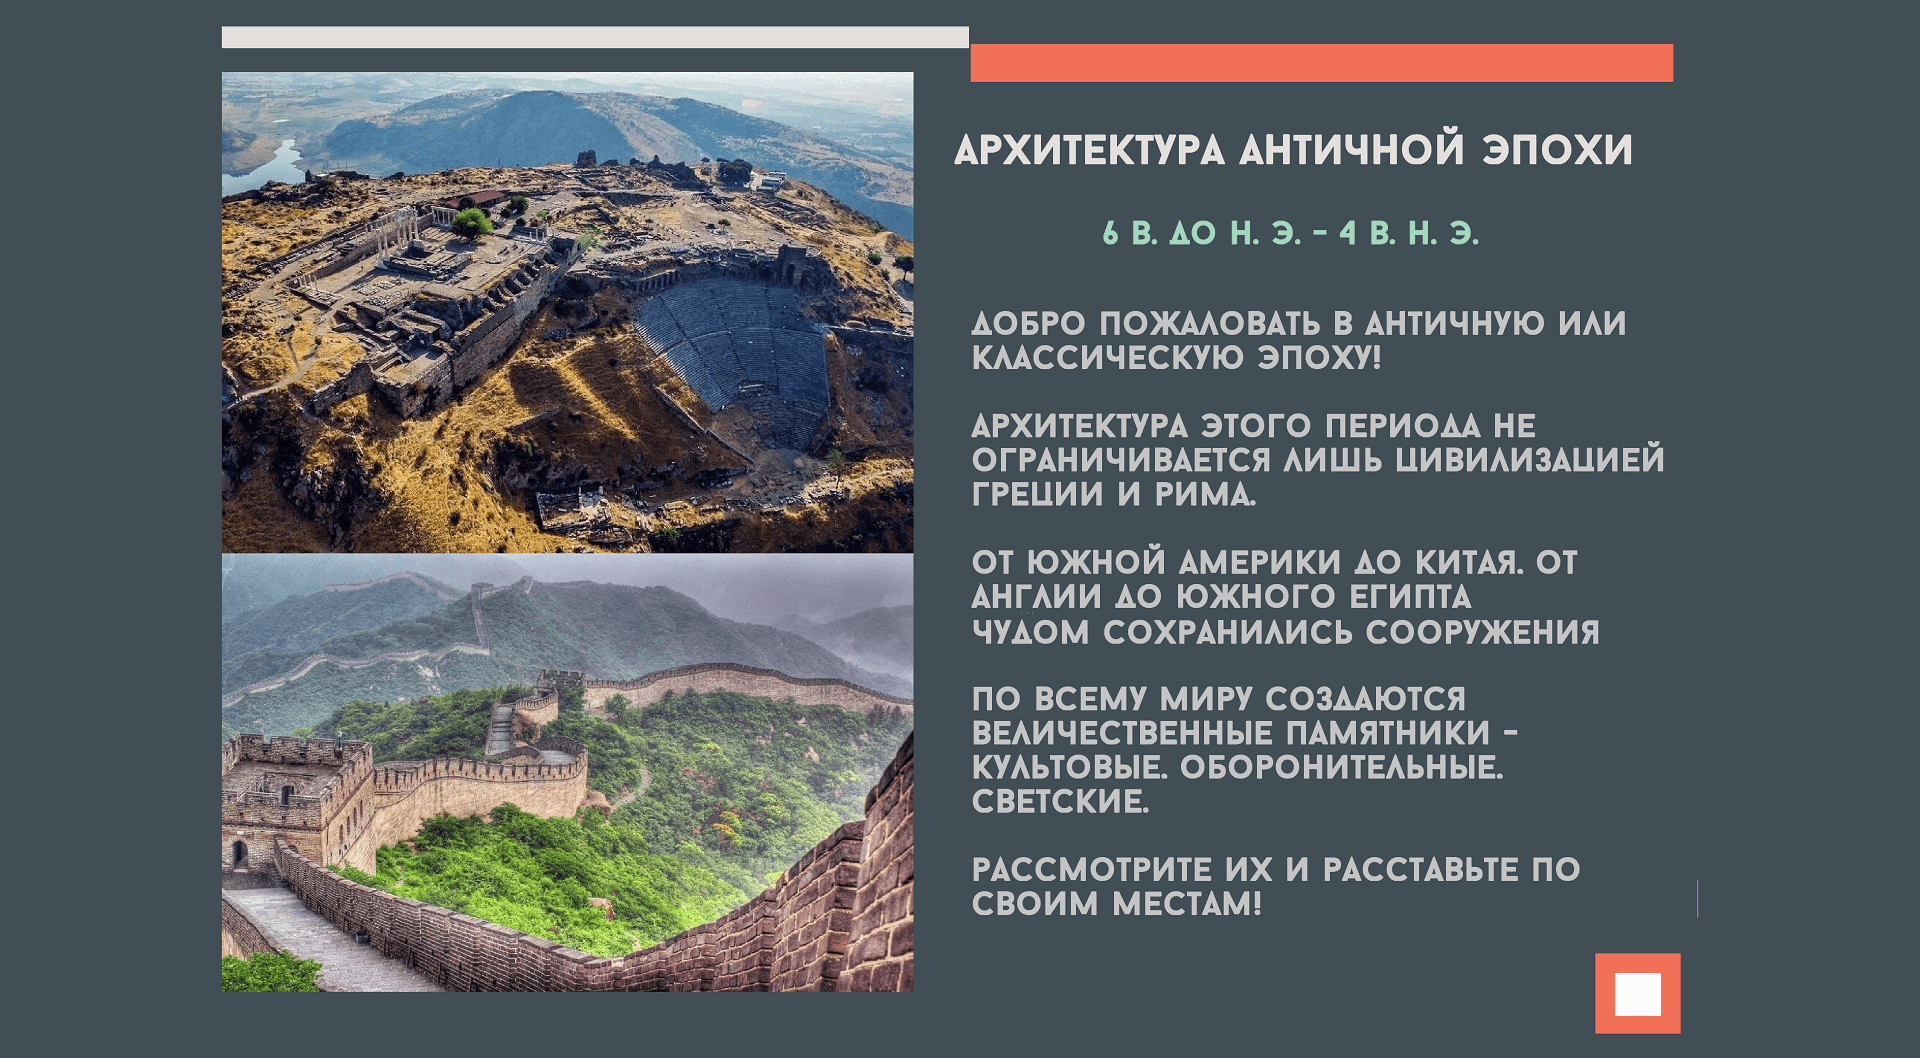 АРХИТЕКТУРА АНТИЧНОЙ ЭПОХИ
6 В. ДО Н. Э. – 4 В. Н. Э.
ДОБРО ПОЖАЛОВАТЬ В АНТИЧНУЮ ИЛИ
КЛАССИЧЕСКУЮ ЭПОХУ!
АРХИТЕКТУРА ЭТОГО ПЕРИОДА НЕ
ОГРАНИЧИВАЕТСЯ ЛИШЬ ЦИВИЛИЗАЦИЕЙ
ГРЕЦИИ И РИМА.
ОТ ЮЖНОЙ АМЕРИКИ ДО КИТАЯ. ОТ
АНГЛИИ ДО ЮЖНОГО ЕГИПТА
ЧУДОМ СОХРАНИЛИСЬ СООРУЖЕНИЯ
ПО ВСЕМУ МИРУ СОЗДАЮТСЯ
ВЕЛИЧЕСТВЕННЫЕ ПАМЯТНИКИ –
КУЛЬТОВЫЕ. ОБОРОНИТЕЛЬНЫЕ.
СВЕТСКИЕ.
РАССМОТРИТЕ ИХ И РАССТАВЬТЕ ПО
СВОИМ МЕСТАМ!